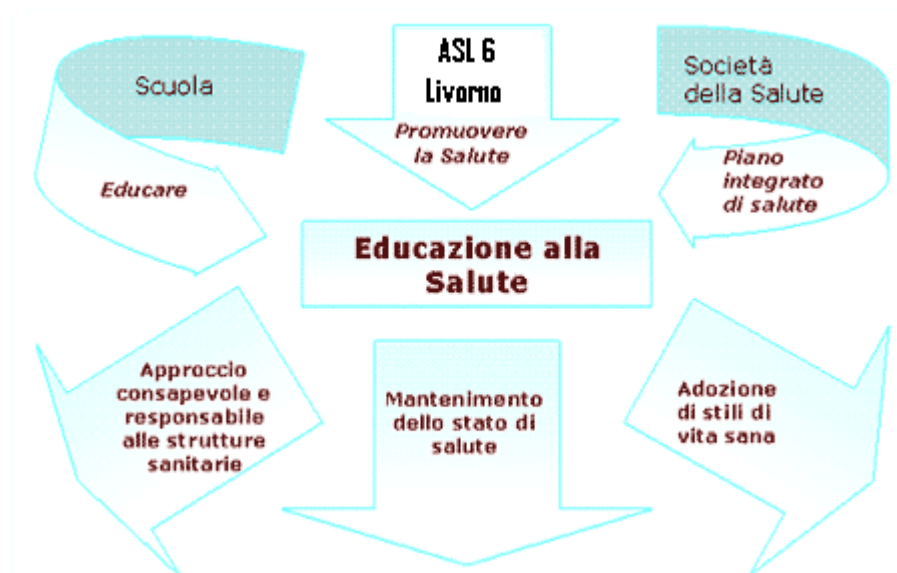 Scuola
ASL 6
Livorno
Società
della Salute
Promuovere
la Salute
Educare
Piano
integrato
di salute
Educazione alla
Salute
Approccio
consapevole e
responsabile
alle strutture
sanitarie
Mantenimento
dello stato di
salute
Adozione
di stili di
vita sana